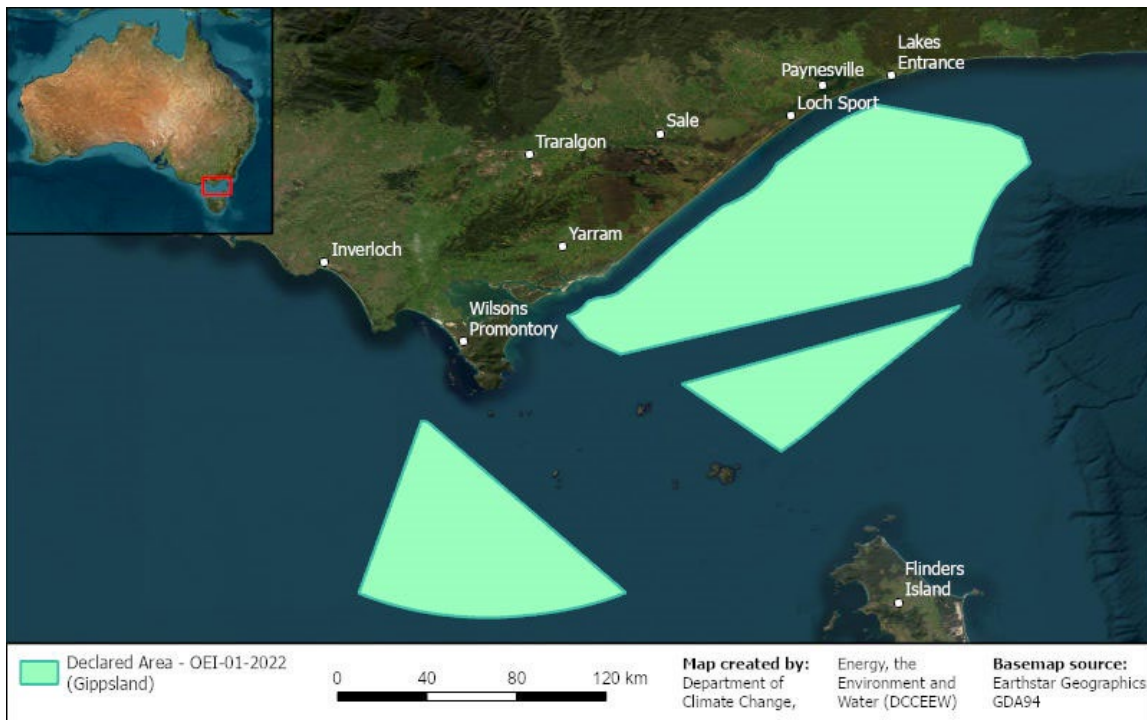 Lakes
Entrance
Paynesville
Loch Sport
Sale
Traralgon
Yarram
Inverloch
Wilsons
Promontory
Flinders
Island
Declared Area - OEI-01-2022
(Gippsland)
0 40 80 120 km
Map created by:
Department of
Climate Change,
Energy, the
Environment and
Water (DCCEEW)
Basemap source:
Earthstar Geographics
GDA94